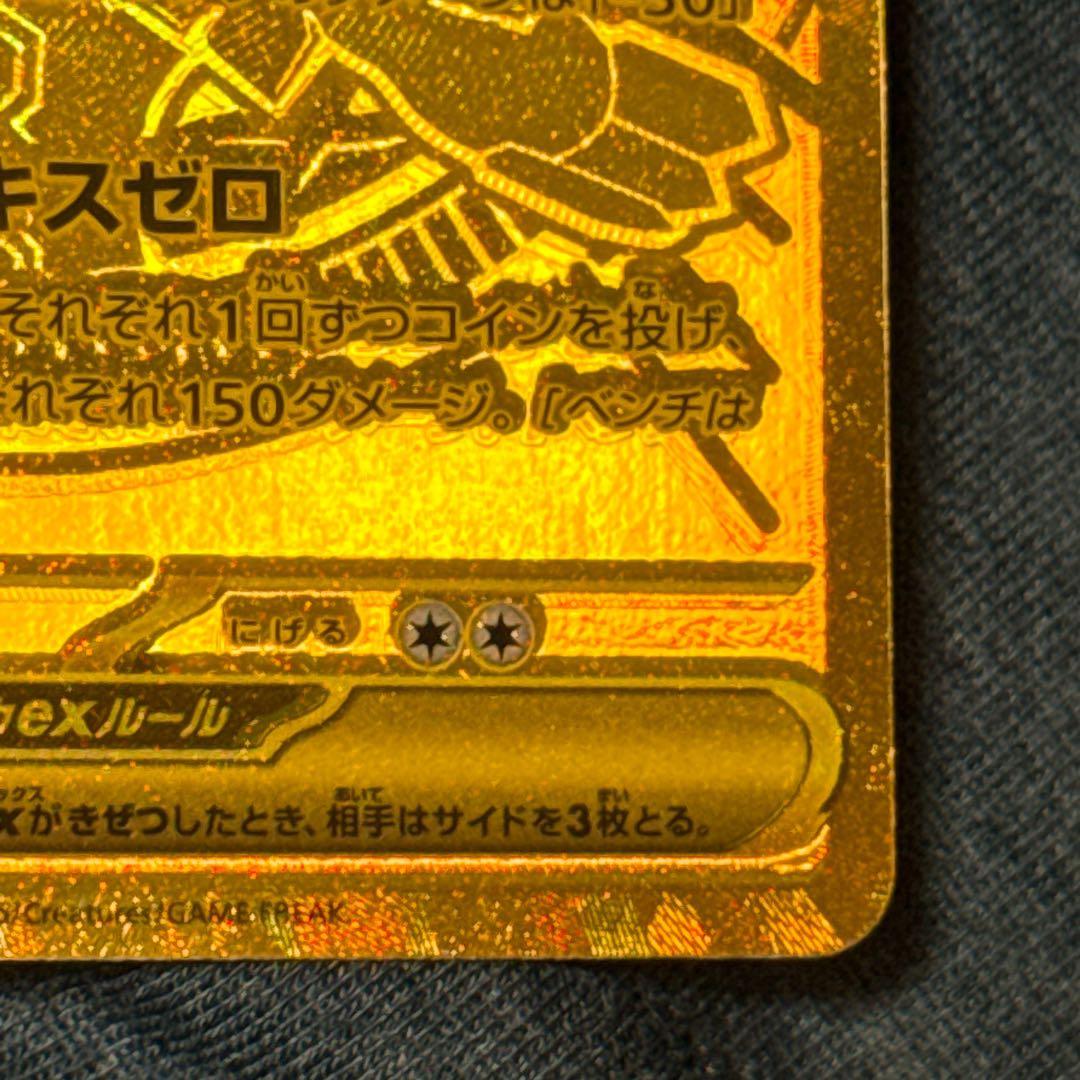 キスゼロ
それぞれ1回ずつコインを投げ、
れぞれ150ダメージ。[ベンチは
にげる
exルール
がきぜつしたとき、相手はサイドを3枚とる。
/Creatures/GAME FREAK